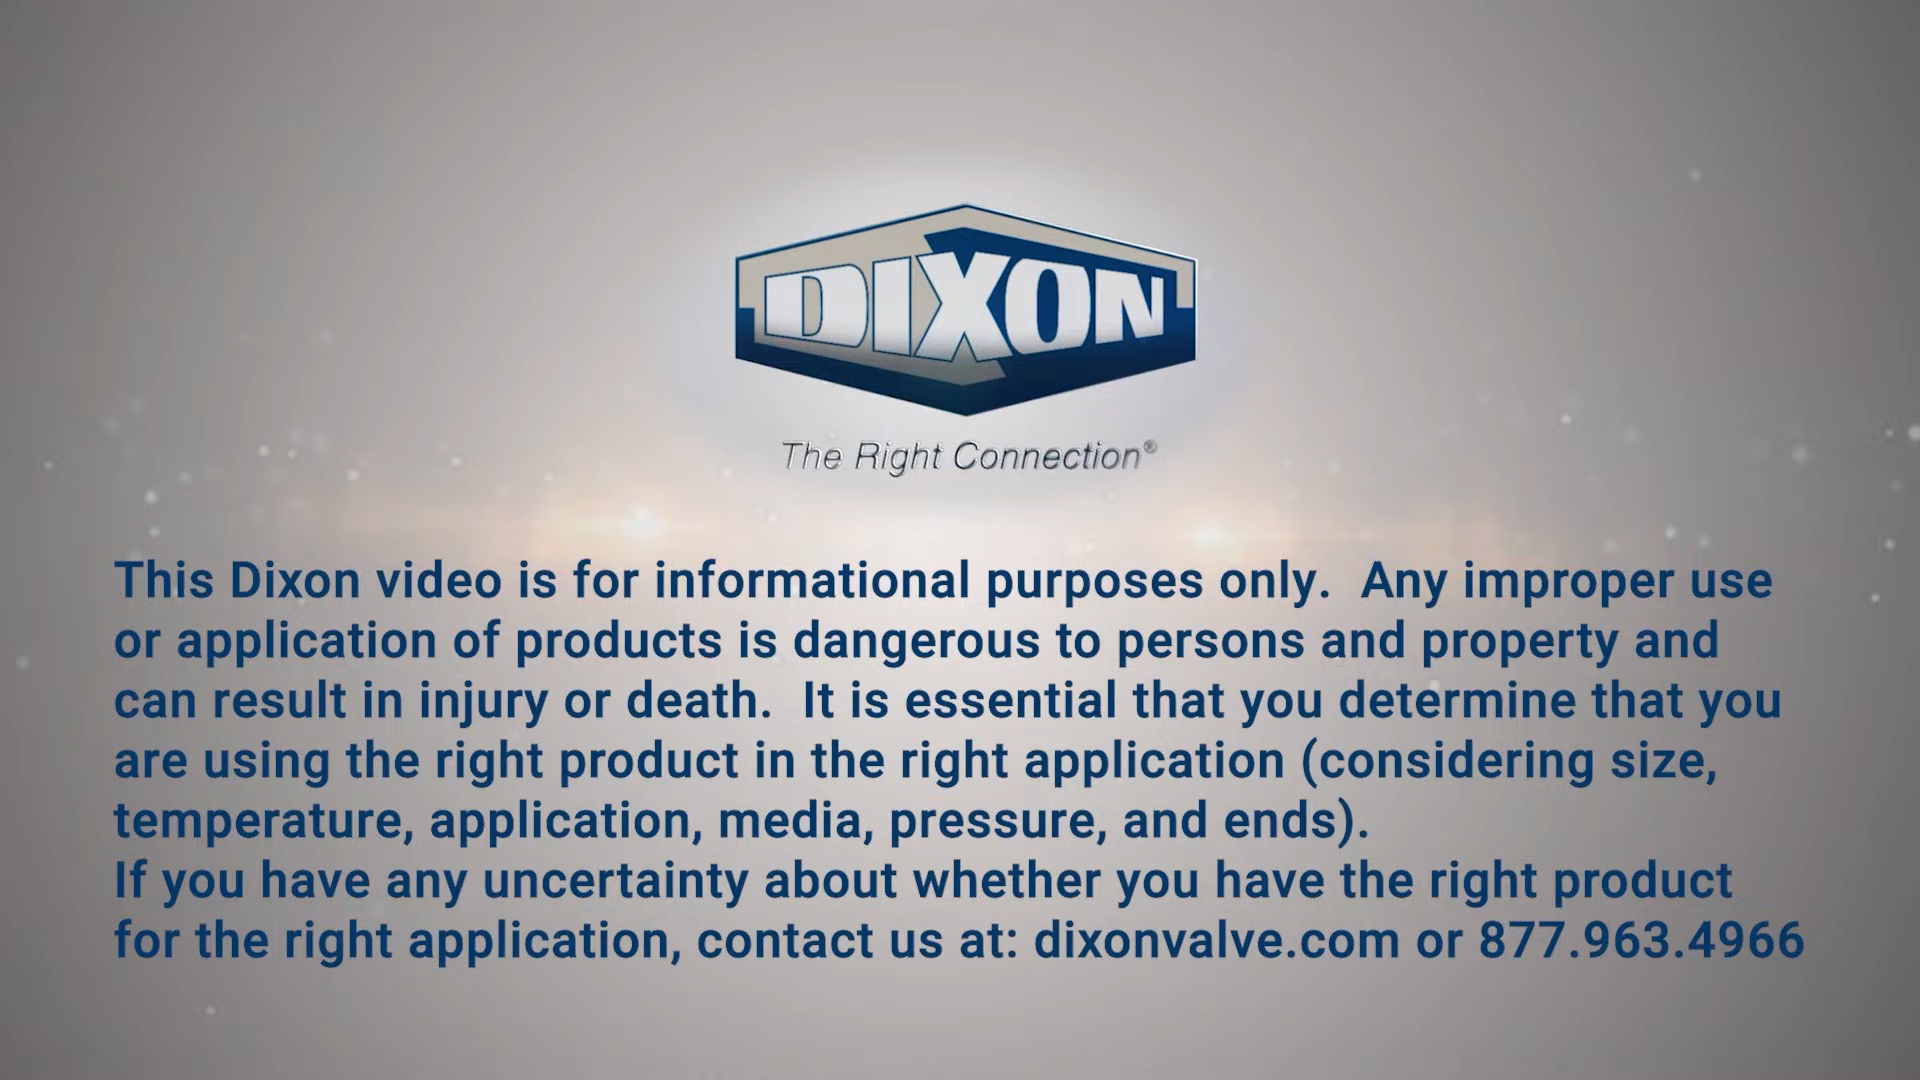 DIXON
The Right Connection®
This Dixon video is for informational purposes only.  Any improper use
or application of products is dangerous to persons and property and
can result in injury or death.  It is essential that you determine that you
are using the right product in the right application (considering size,
temperature, application, media, pressure, and ends).
If you have any uncertainty about whether you have the right product
for the right application, contact us at: dixonvalve.com or 877.963.4966